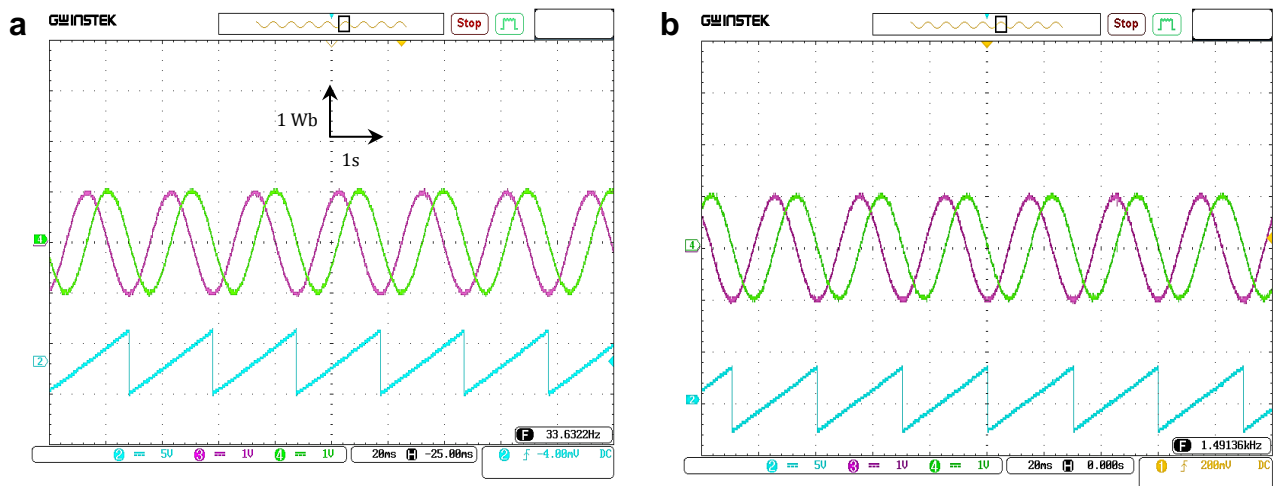 a
GWINSTEK
Stop
1 Wb
1s
4
2
F 33.6322Hz
2 5V 3 1V 4 1V 20ms H -25.00ms 2 -4.00mV DC
b
GWINSTEK
Stop
4
2
F 1.49136kHz
2 5V 3 1V 4 1V 20ms H 0.000s 1 200mV DC